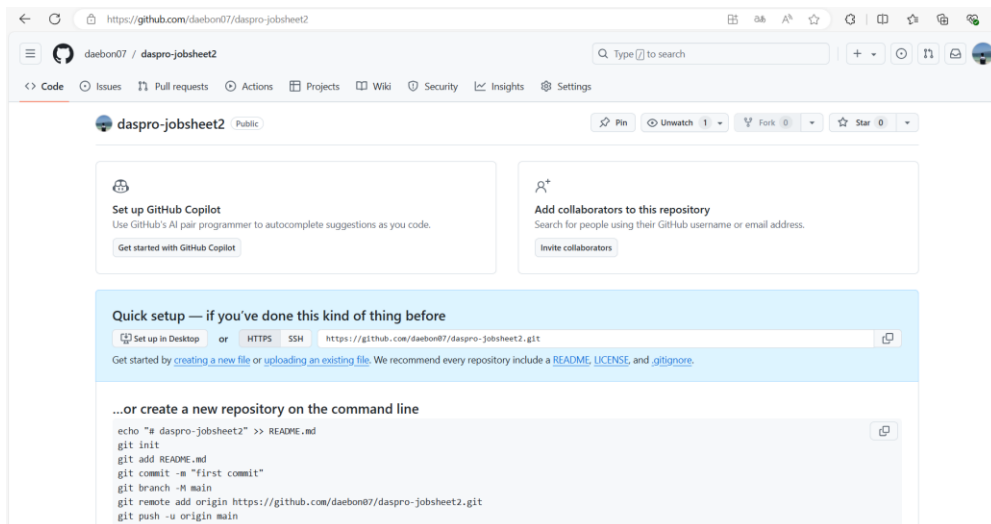 https://github.com/daebon07/daspro-jobsheet2
daebon07 / daspro-jobsheet2
Type / to search
<> Code Issues Pull requests Actions Projects Wiki Security Insights Settings
daspro-jobsheet2 Public
Pin Unwatch 1 Fork 0 Star 0
Set up GitHub Copilot
Use GitHub's AI pair programmer to autocomplete suggestions as you code.
Get started with GitHub Copilot
Add collaborators to this repository
Search for people using their GitHub username or email address.
Invite collaborators
Quick setup — if you've done this kind of thing before
Set up in Desktop or HTTPS SSH https://github.com/daebon07/daspro-jobsheet2.git
Get started by creating a new file or uploading an existing file. We recommend every repository include a README, LICENSE, and .gitignore.
...or create a new repository on the command line
echo "# daspro-jobsheet2" >> README.md
git init
git add README.md
git commit -m "first commit"
git branch -M main
git remote add origin https://github.com/daebon07/daspro-jobsheet2.git
git push -u origin main